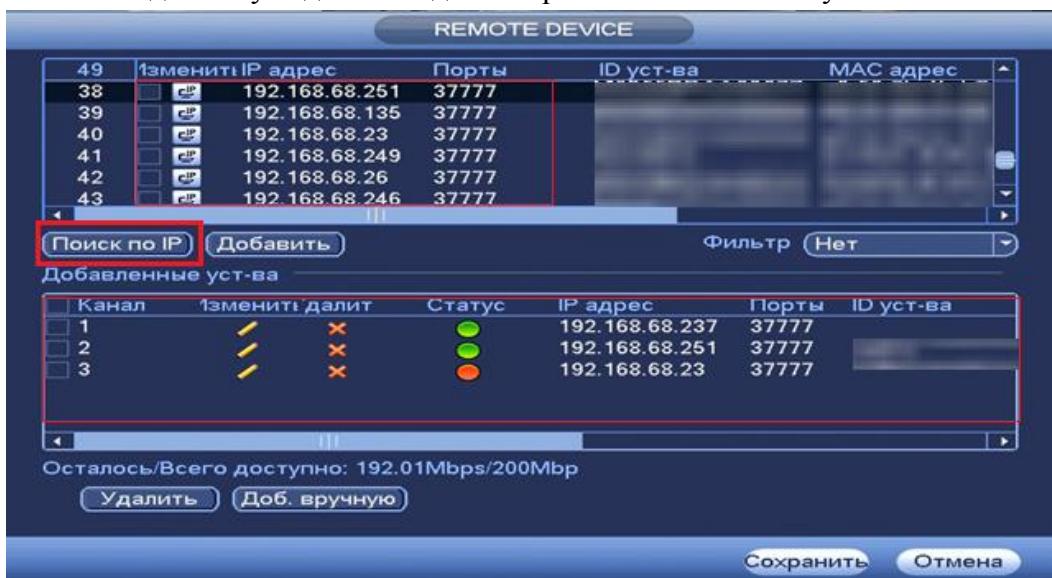 REMOTE DEVICE
49 Ізменить IP адрес Порты ID уст-ва MAC адрес
38 192.168.68.251 37777
39 192.168.68.135 37777
40 192.168.68.23 37777
41 192.168.68.249 37777
42 192.168.68.26 37777
43 192.168.68.246 37777
Поиск по IP Добавить Фильтр Нет
Добавленные уст-ва
Канал Ізменить далит Статус IP адрес Порты ID уст-ва
1 192.168.68.237 37777
2 192.168.68.251 37777
3 192.168.68.23 37777
Осталось/Всего доступно: 192.01Mbps/200Mbp
Удалить Доб. вручную
Сохранить Отмена